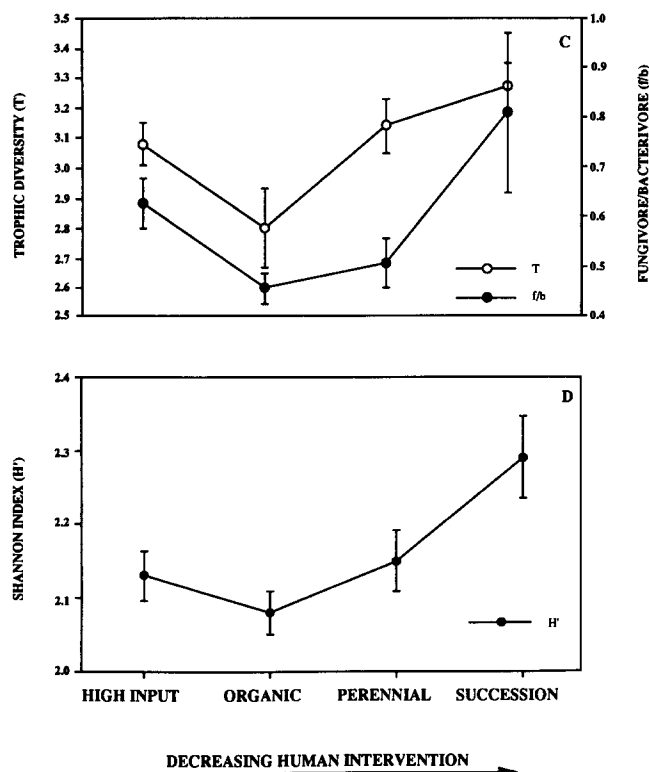 3.5
3.4
3.3
3.2
3.1
3.0
2.9
2.8
2.7
2.6
2.5
TROPHIC DIVERSITY (T)
C
T
f/b
1.0
0.9
0.8
0.7
0.6
0.5
0.4
FUNGIVORE/BACTERIVORE (f/b)
2.4
2.3
2.2
2.1
2.0
SHANNON INDEX (H')
D
H'
HIGH INPUT ORGANIC PERENNIAL SUCCESSION
DECREASING HUMAN INTERVENTION